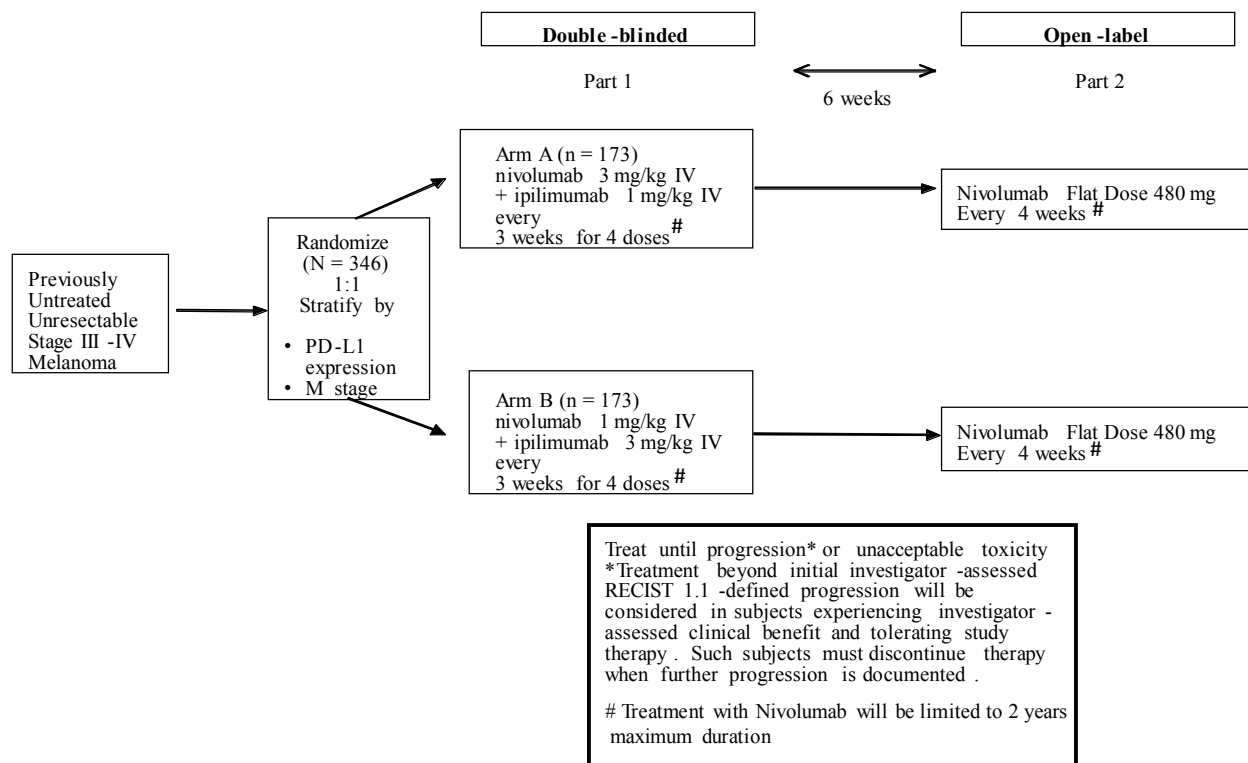 Double -blinded
Open -label
Part 1
6 weeks
Part 2
Previously
Untreated
Unresectable
Stage III -IV
Melanoma
Randomize
(N = 346)
1:1
Stratify by
• PD-L1
expression
• M stage
Arm A (n = 173)
nivolumab 3 mg/kg IV
+ ipilimumab 1 mg/kg IV
every
3 weeks for 4 doses #
Nivolumab Flat Dose 480 mg
Every 4 weeks #
Arm B (n = 173)
nivolumab 1 mg/kg IV
+ ipilimumab 3 mg/kg IV
every
3 weeks for 4 doses #
Nivolumab Flat Dose 480 mg
Every 4 weeks #
Treat until progression* or unacceptable toxicity
*Treatment beyond initial investigator -assessed
RECIST 1.1 -defined progression will be
considered in subjects experiencing investigator -
assessed clinical benefit and tolerating study
therapy . Such subjects must discontinue therapy
when further progression is documented .
# Treatment with Nivolumab will be limited to 2 years
maximum duration